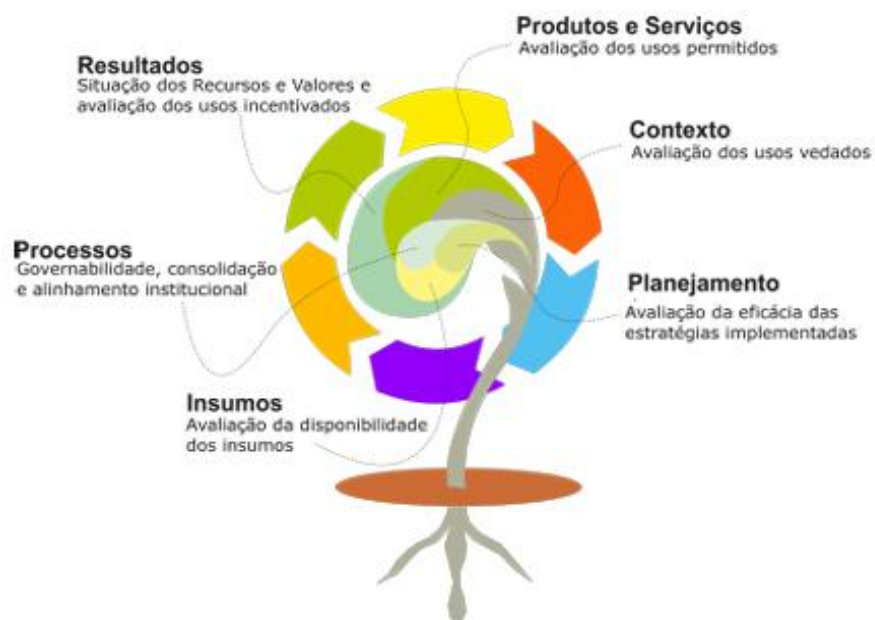 Produtos e Serviços
Avaliação dos usos permitidos
Resultados
Situação dos Recursos e Valores e
avaliação dos usos incentivados
Contexto
Avaliação dos usos vedados
Processos
Governabilidade, consolidação
e alinhamento institucional
Planejamento
Avaliação da eficácia das
estratégias implementadas
Insumos
Avaliação da disponibilidade
dos insumos